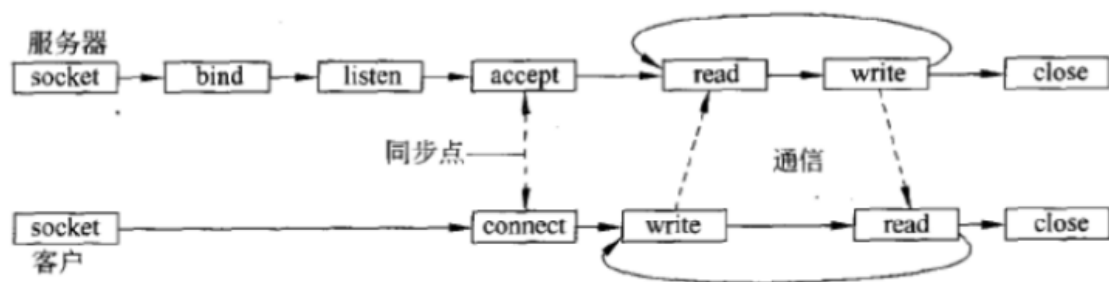 服务器
socket bind listen accept read write close
同步点
通信
socket connect write read close
客户